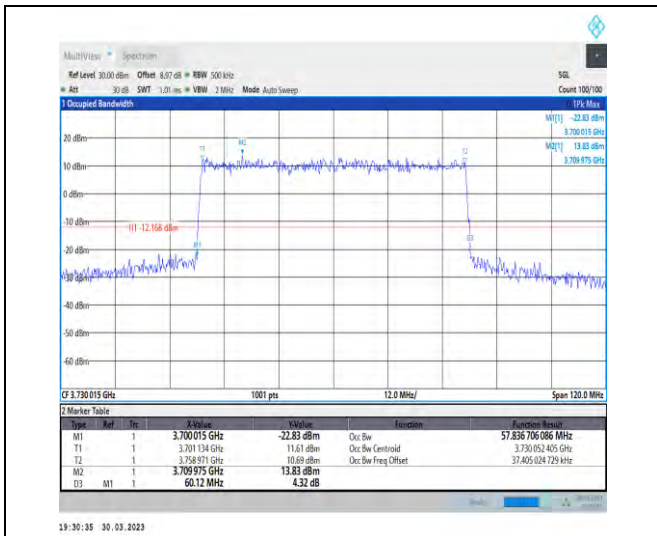 MultiView Spectrum
Ref Level 30.00 dBm Offset 8.97 dB RBW 500 kHz SGL
Att 30 dB SWT 1.01 ms VBW 2 MHz Mode Auto Sweep Count 100/100
1 Occupied Bandwidth 1Pk Max
M1[1] -22.83 dBm
3.700 015 GHz
M2[1] 13.83 dBm
3.709 975 GHz
20 dBm
T1 M2 T2
10 dBm
0 dBm
-10 dBm
H1 -12.168 dBm
M1 D3
-20 dBm
-30 dBm
-40 dBm
-50 dBm
-60 dBm
CF 3.730 015 GHz 1001 pts 12.0 MHz/ Span 120.0 MHz
2 Marker Table
Type Ref Trc X-Value Y-Value Function Function Result
M1 1 3.700 015 GHz -22.83 dBm Occ Bw 57.836 706 086 MHz
T1 1 3.701 134 GHz 11.61 dBm Occ Bw Centroid 3.730 052 405 GHz
T2 1 3.758 971 GHz 10.69 dBm Occ Bw Freq Offset 37.405 024 729 kHz
M2 1 3.709 975 GHz 13.83 dBm
D3 M1 1 60.12 MHz 4.32 dB
19:30:35 30.03.2023